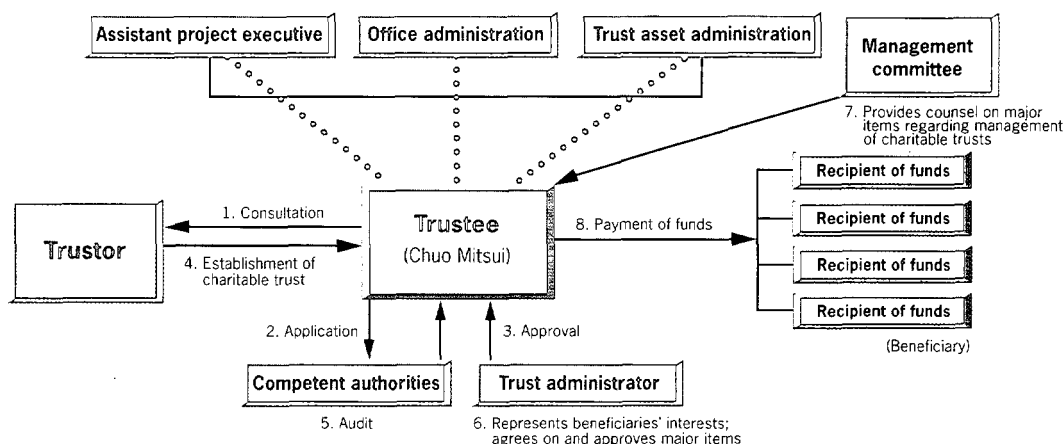 Assistant project executive
Office administration
Trust asset administration
Management
committee
7. Provides counsel on major
items regarding management
of charitable trusts
Recipient of funds
Recipient of funds
Recipient of funds
Recipient of funds
(Beneficiary)
Trustor
1. Consultation
4. Establishment of
charitable trust
Trustee
(Chuo Mitsui)
8. Payment of funds
2. Application
3. Approval
Competent authorities
5. Audit
Trust administrator
6. Represents beneficiaries' interests;
agrees on and approves major items